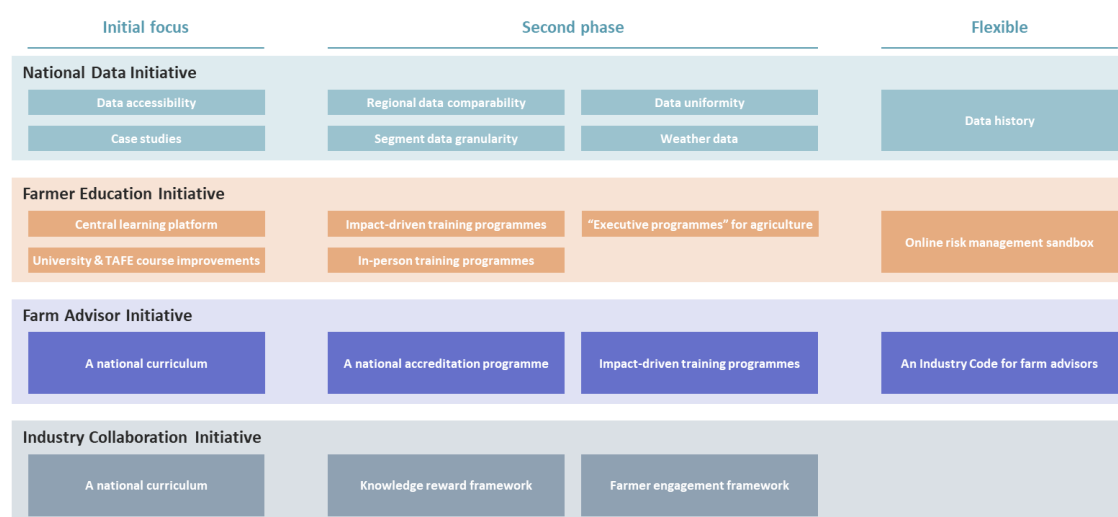 Initial focus
Second phase
Flexible
National Data Initiative
Data accessibility
Regional data comparability
Data uniformity
Data history
Case studies
Segment data granularity
Weather data
Farmer Education Initiative
Central learning platform
Impact-driven training programmes
“Executive programmes” for agriculture
Online risk management sandbox
University & TAFE course improvements
In-person training programmes
Farm Advisor Initiative
A national curriculum
A national accreditation programme
Impact-driven training programmes
An Industry Code for farm advisors
Industry Collaboration Initiative
A national curriculum
Knowledge reward framework
Farmer engagement framework